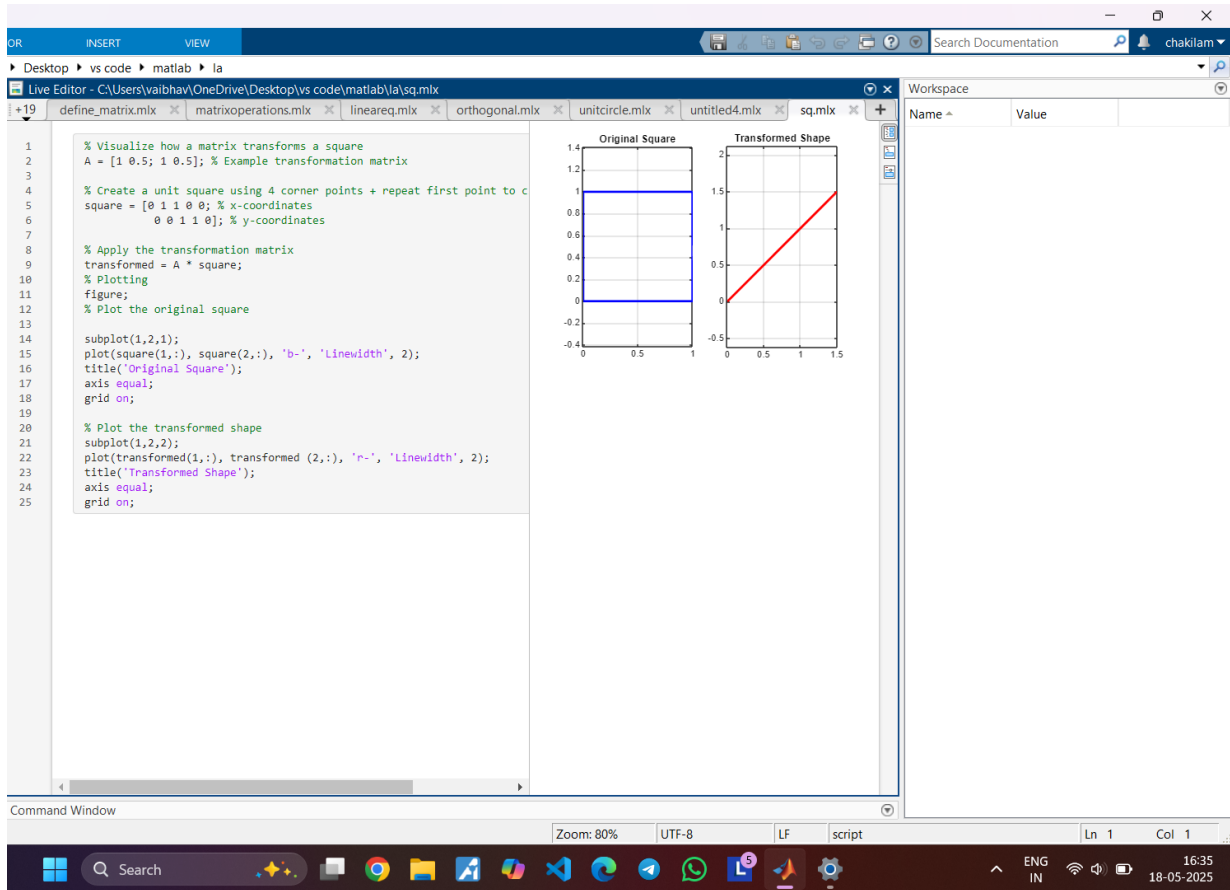 OR INSERT VIEW Search Documentation chakilam
Desktop vs code matlab la
Live Editor - C:\Users\vaibhav\OneDrive\Desktop\vs code\matlab\la\sq.mlx
Workspace
+19 define_matrix.mlx matrixoperations.mlx lineareq.mlx orthogonal.mlx unitcircle.mlx untitled4.mlx sq.mlx +
Name Value
1 % Visualize how a matrix transforms a square
2 A = [1 0.5; 1 0.5]; % Example transformation matrix
3
4 % Create a unit square using 4 corner points + repeat first point to c
5 square = [0 1 1 0 0; % x-coordinates
6 0 0 1 1 0]; % y-coordinates
7
8 % Apply the transformation matrix
9 transformed = A * square;
10 % Plotting
11 figure;
12 % Plot the original square
13
14 subplot(1,2,1);
15 plot(square(1,:), square(2,:), 'b-', 'Linewidth', 2);
16 title('Original Square');
17 axis equal;
18 grid on;
19
20 % Plot the transformed shape
21 subplot(1,2,2);
22 plot(transformed(1,:), transformed (2,:), 'r-', 'Linewidth', 2);
23 title('Transformed Shape');
24 axis equal;
25 grid on;
Original Square
1.4
1.2
1
0.8
0.6
0.4
0.2
0
-0.2
-0.4
0 0.5 1
Transformed Shape
2
1.5
1
0.5
0
-0.5
0 0.5 1 1.5
Command Window
Zoom: 80% UTF-8 LF script Ln 1 Col 1
Search
5
L
ENG
IN
16:35
18-05-2025